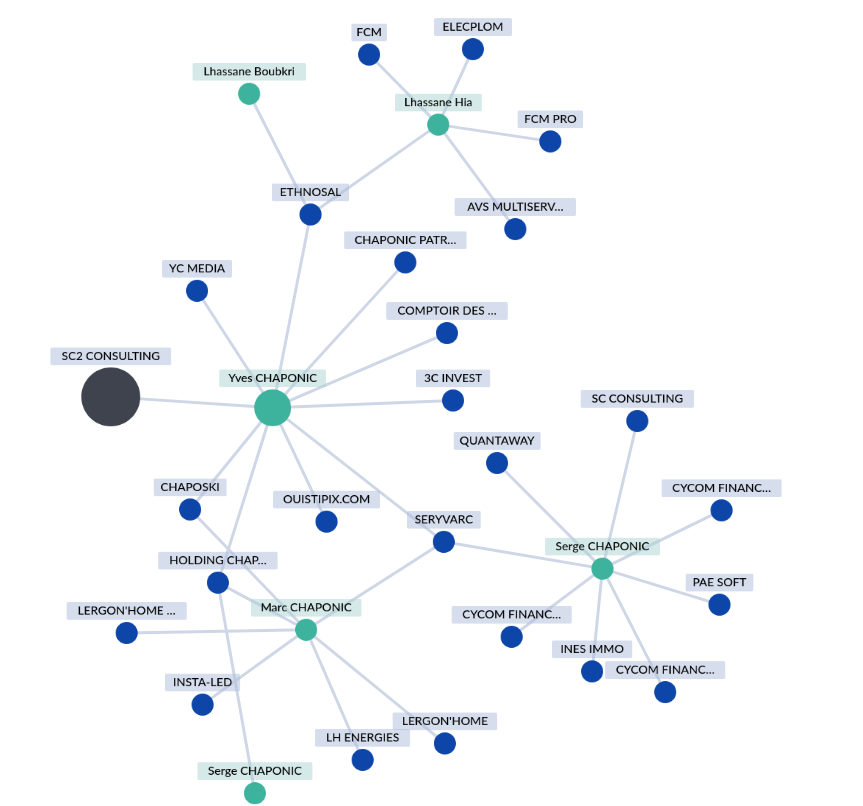 ELECPLOM
FCM
Lhassane Boubkri
Lhassane Hia
FCM PRO
ETHNOSAL
AVS MULTISERV...
CHAPONIC PATR...
YC MEDIA
COMPTOIR DES ...
SC2 CONSULTING
Yves CHAPONIC
3C INVEST
SC CONSULTING
QUANTAWAY
CHAPOSKI
CYCOM FINANC...
OUISTIPIX.COM
SERYVARC
Serge CHAPONIC
HOLDING CHAP...
PAE SOFT
Marc CHAPONIC
LERGON'HOME ...
CYCOM FINANC...
INES IMMO
CYCOM FINANC...
INSTA-LED
LERGON'HOME
LH ENERGIES
Serge CHAPONIC